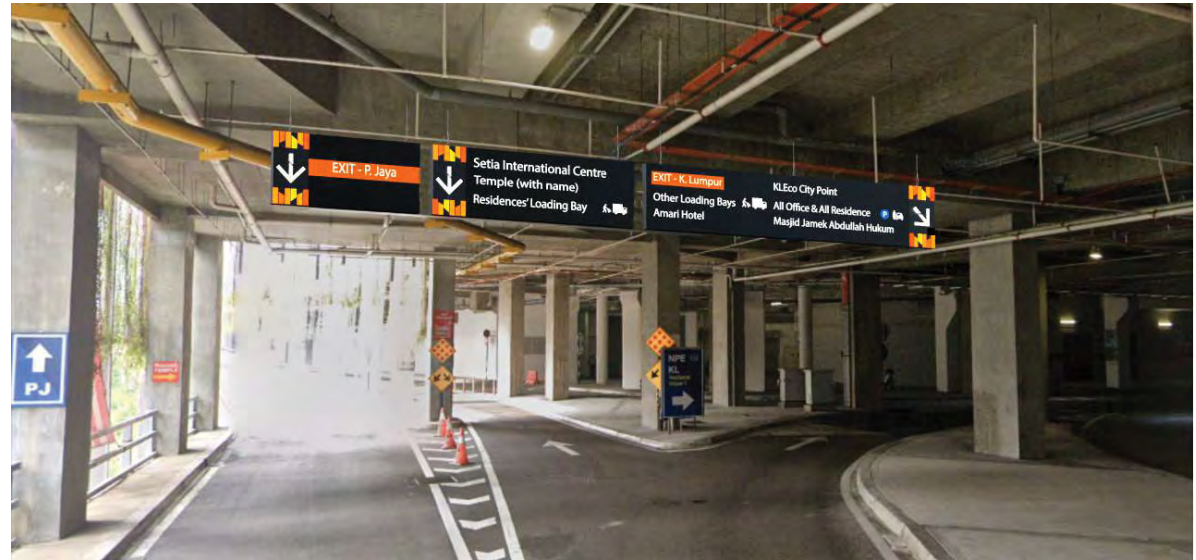 EXIT - P. Jaya
Setia International Centre
Temple (with name)
Residences' Loading Bay
EXIT - K. Lumpur
Other Loading Bays
Amari Hotel
KLEco City Point
All Office & All Residence
P
Masjid Jamek Abdullah Hukum
PJ
NPE
KL